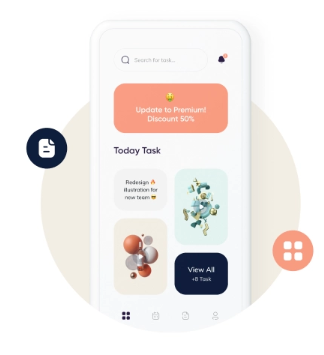 Search for task...
Update to Premium!
Discount 50%
Today Task
Redesign 🔥
illustration for
new team 😎
View All
+8 Task